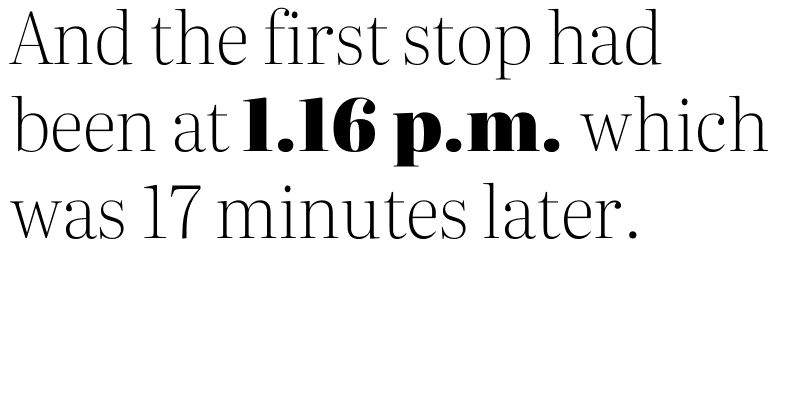 And the first stop had
been at 1.16 p.m. which
was 17 minutes later.